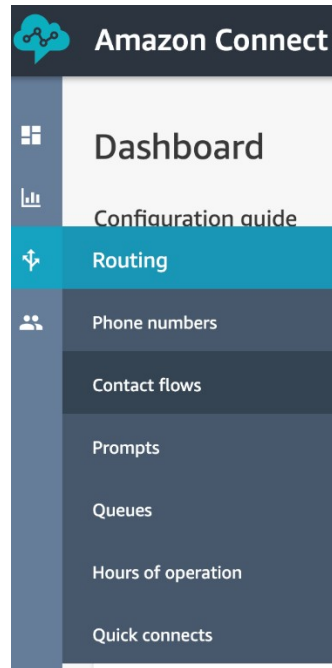 Amazon Connect
Dashboard
Configuration guide
Routing
Phone numbers
Contact flows
Prompts
Queues
Hours of operation
Quick connects